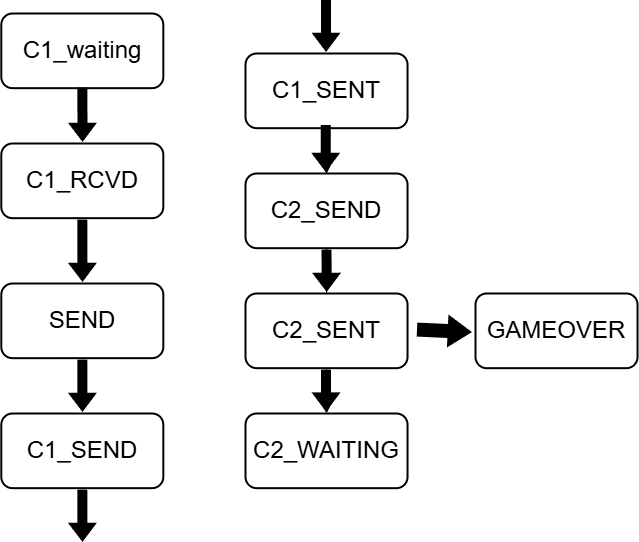 C1_waiting
C1_RCVD
SEND
C1_SEND
C1_SENT
C2_SEND
C2_SENT
GAMEOVER
C2_WAITING